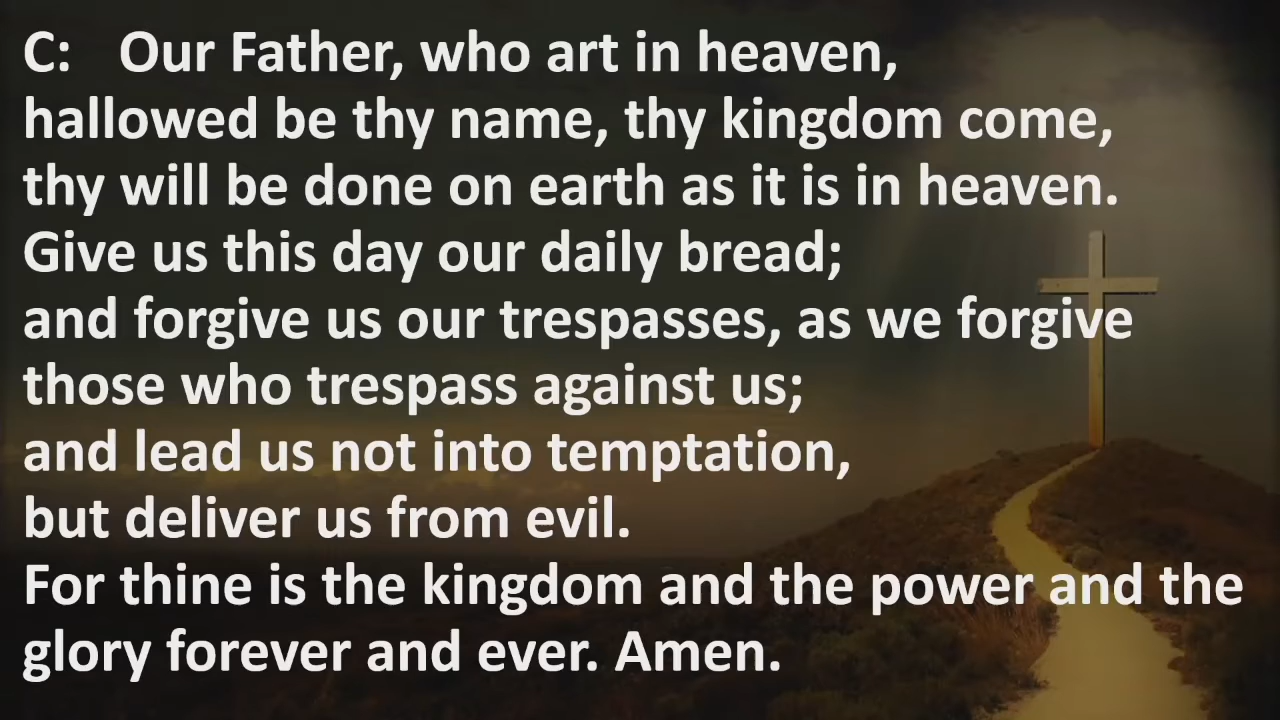 C: Our Father, who art in heaven,
hallowed be thy name, thy kingdom come,
thy will be done on earth as it is in heaven.
Give us this day our daily bread;
and forgive us our trespasses, as we forgive
those who trespass against us;
and lead us not into temptation,
but deliver us from evil.
For thine is the kingdom and the power and the
glory forever and ever. Amen.